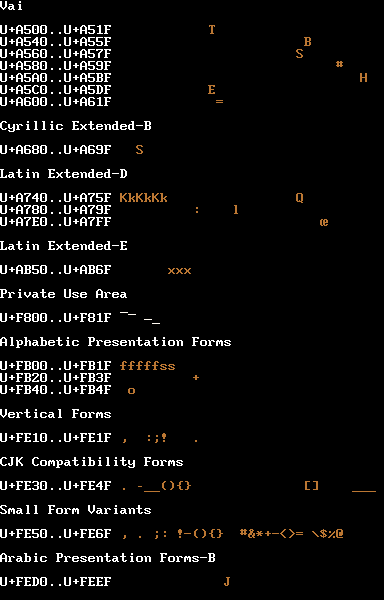 Vai
U+A500..U+A51F             T
U+A540..U+A55F                         B
U+A560..U+A57F                        S
U+A580..U+A59F                             #
U+A5A0..U+A5BF                                H
U+A5C0..U+A5DF             E
U+A600..U+A61F              =
Cyrillic Extended-B
U+A680..U+A69F    S
Latin Extended-D
U+A740..U+A75F KkKkKk                 Q
U+A780..U+A79F           :    l
U+A7E0..U+A7FF                           œ
Latin Extended-E
U+AB50..U+AB6F       xxx
Private Use Area
U+F800..U+F81F ⎺⎻ ⎼⎽
Alphabetic Presentation Forms
U+FB00..U+FB1F fffffss
U+FB20..U+FB3F          +
U+FB40..U+FB4F  o
Vertical Forms
U+FE10..U+FE1F ,  :;!   .
CJK Compatibility Forms
U+FE30..U+FE4F . -__(){}              []    ___
Small Form Variants
U+FE50..U+FE6F , . ;: !-(){}  #&*+-<>= \$%@
Arabic Presentation Forms-B
U+FED0..U+FEEF              J